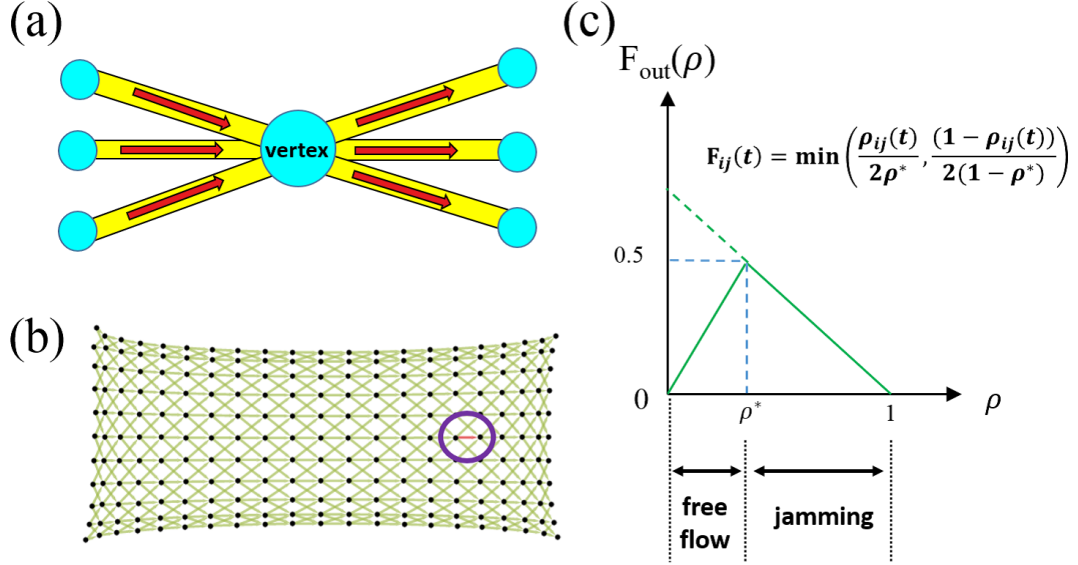 (a)
vertex
(b)
(c)
F_out(ρ)
F_ij(t) = min(ρ_ij(t)/2ρ*, (1 − ρ_ij(t))/2(1 − ρ*))
0.5
0
ρ*
1
ρ
free
flow
jamming